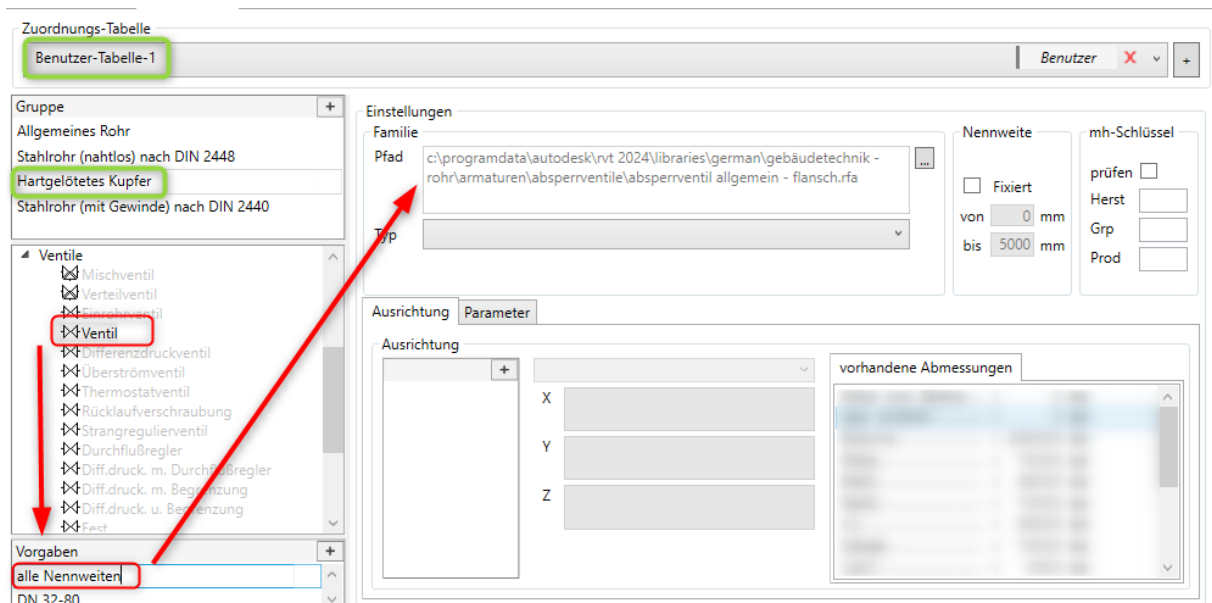 Zuordnungs-Tabelle
Benutzer-Tabelle-1
Benutzer X
+
Gruppe +
Allgemeines Rohr
Stahlrohr (nahtlos) nach DIN 2448
Hartgelötetes Kupfer
Stahlrohr (mit Gewinde) nach DIN 2440
Ventile
Mischventil
Verteilventil
Einrohrventil
Ventil
Differenzdruckventil
Überströmventil
Thermostatventil
Rücklaufverschraubung
Strangregulierventil
Durchflußregler
Diff.druck. m. Durchflußregler
Diff.druck. m. Begrenzung
Diff.druck. u. Begrenzung
Fest
Vorgaben +
alle Nennweiten
DN 32-80
Einstellungen
Familie
Pfad c:\programdata\autodesk\rvt 2024\libraries\german\gebäudetechnik -
rohr\armaturen\absperrventile\absperrventil allgemein - flansch.rfa
...
Typ
Nennweite
Fixiert
von 0 mm
bis 5000 mm
mh-Schlüssel
prüfen
Herst
Grp
Prod
Ausrichtung Parameter
Ausrichtung
+
X
Y
Z
vorhandene Abmessungen